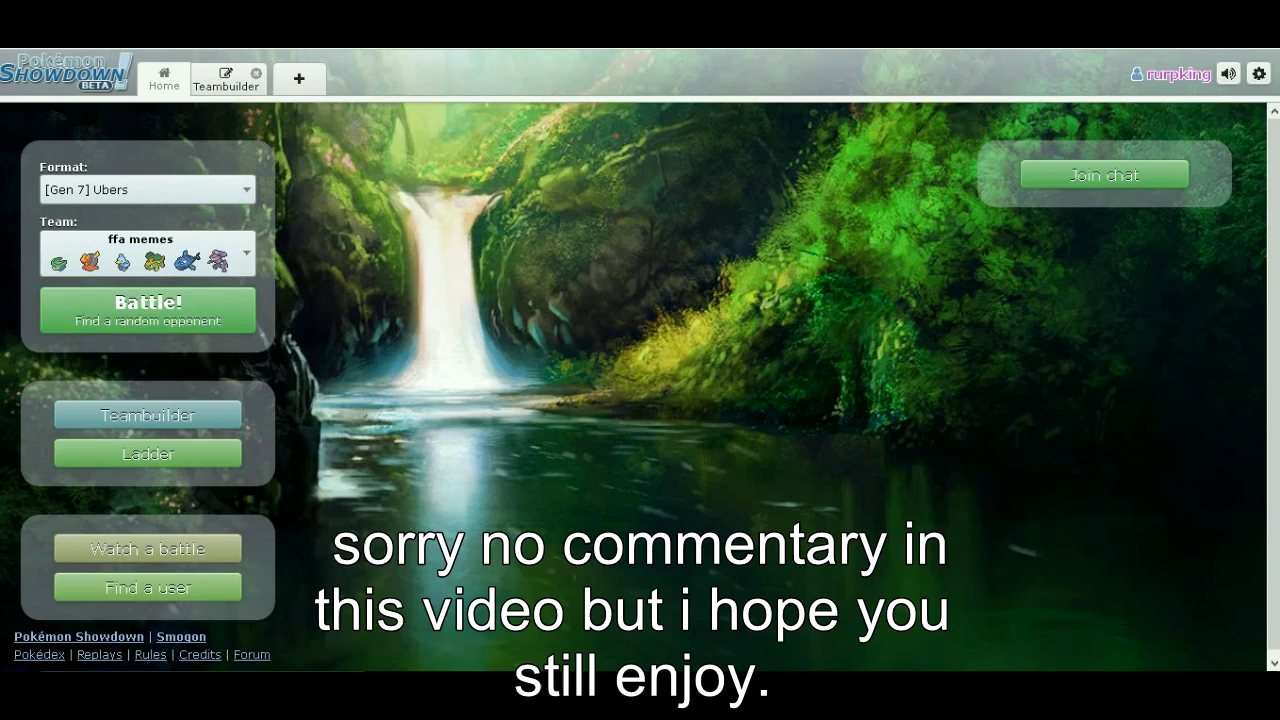 Pokémon
Showdown!
BETA
Home
Teambuilder
+
rurpking
Format:
[Gen 7] Ubers
Team:
ffa memes
Battle!
Find a random opponent
Join chat
Teambuilder
Ladder
Watch a battle
Find a user
Pokémon Showdown | Smogon
Pokédex | Replays | Rules | Credits | Forum
sorry no commentary in
this video but i hope you
still enjoy.